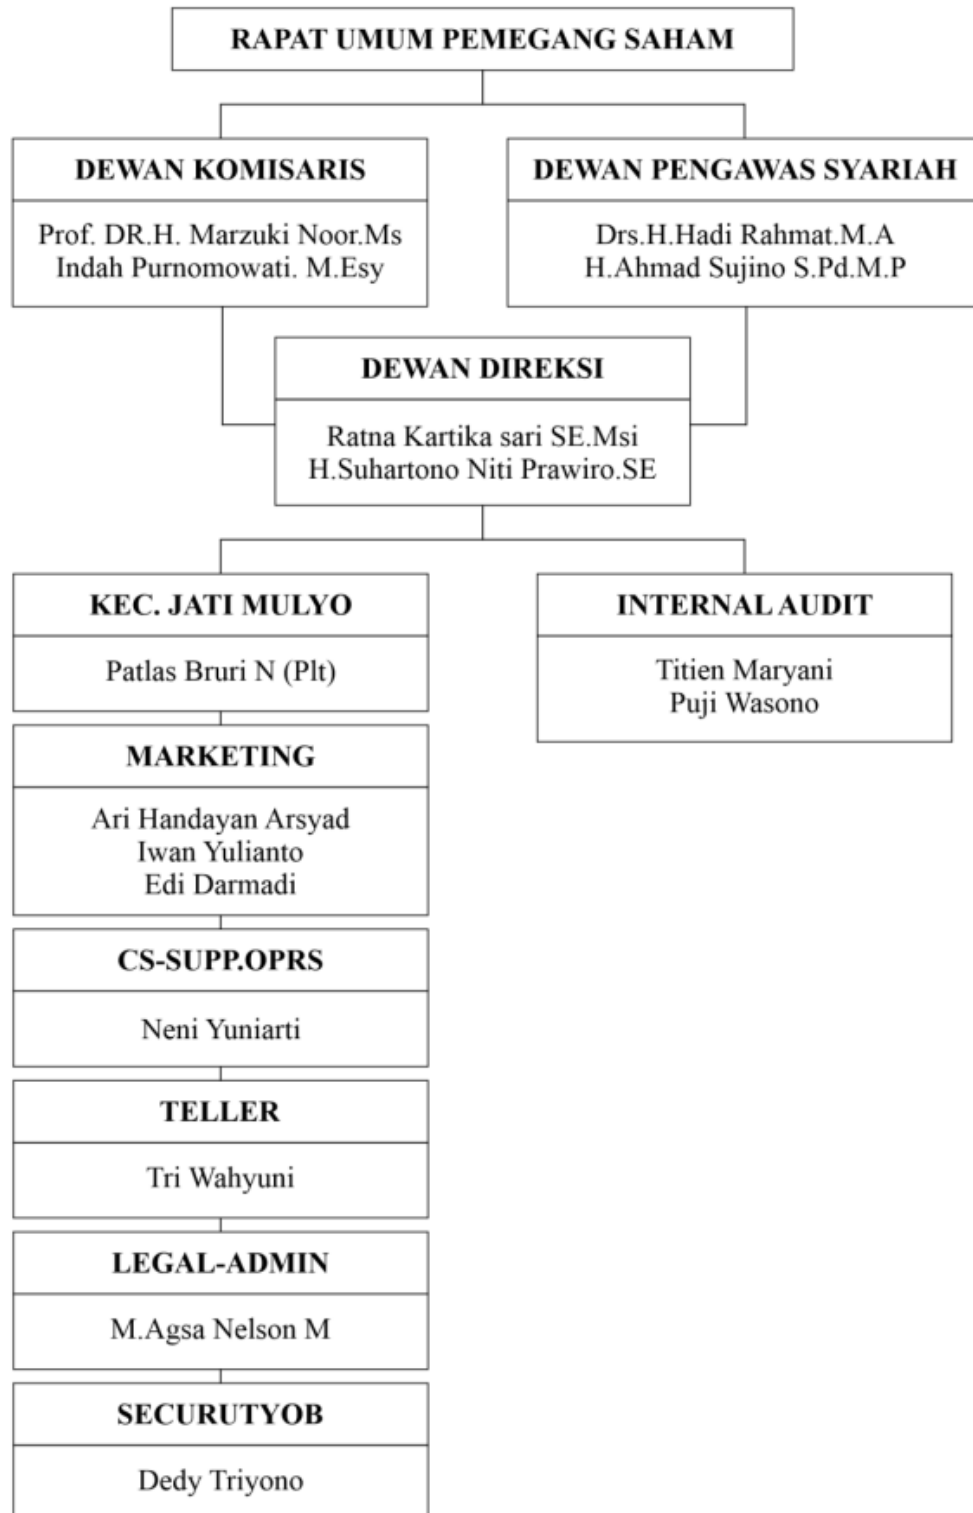 RAPAT UMUM PEMEGANG SAHAM
DEWAN KOMISARIS
Prof. DR.H. Marzuki Noor.Ms
Indah Purnomowati. M.Esy
DEWAN PENGAWAS SYARIAH
Drs.H.Hadi Rahmat.M.A
H.Ahmad Sujino S.Pd.M.P
DEWAN DIREKSI
Ratna Kartika sari SE.Msi
H.Suhartono Niti Prawiro.SE
KEC. JATI MULYO
Patlas Bruri N (Plt)
INTERNAL AUDIT
Titien Maryani
Puji Wasono
MARKETING
Ari Handayan Arsyad
Iwan Yulianto
Edi Darmadi
CS-SUPP.OPRS
Neni Yuniarti
TELLER
Tri Wahyuni
LEGAL-ADMIN
M.Agsa Nelson M
SECURUTYOB
Dedy Triyono